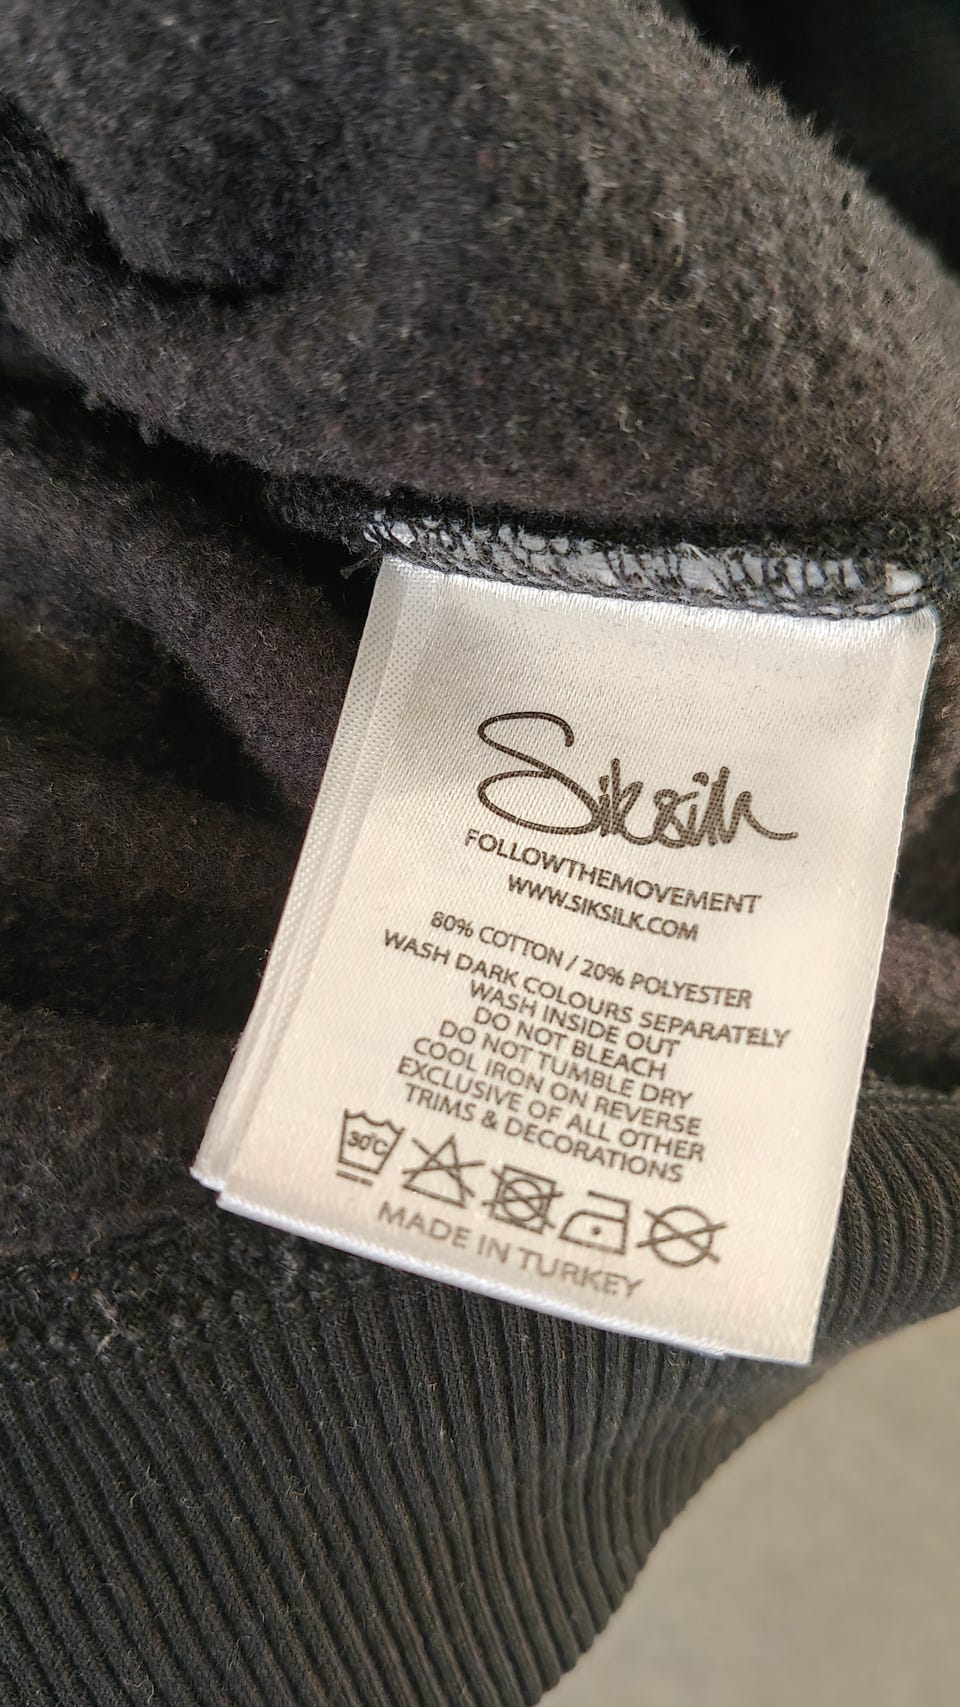 SikSilk
FOLLOWTHEMOVEMENT
WWW.SIKSILK.COM
80% COTTON / 20% POLYESTER
WASH DARK COLOURS SEPARATELY
WASH INSIDE OUT
DO NOT BLEACH
DO NOT TUMBLE DRY
COOL IRON ON REVERSE
EXCLUSIVE OF ALL OTHER
TRIMS & DECORATIONS
30°C
MADE IN TURKEY